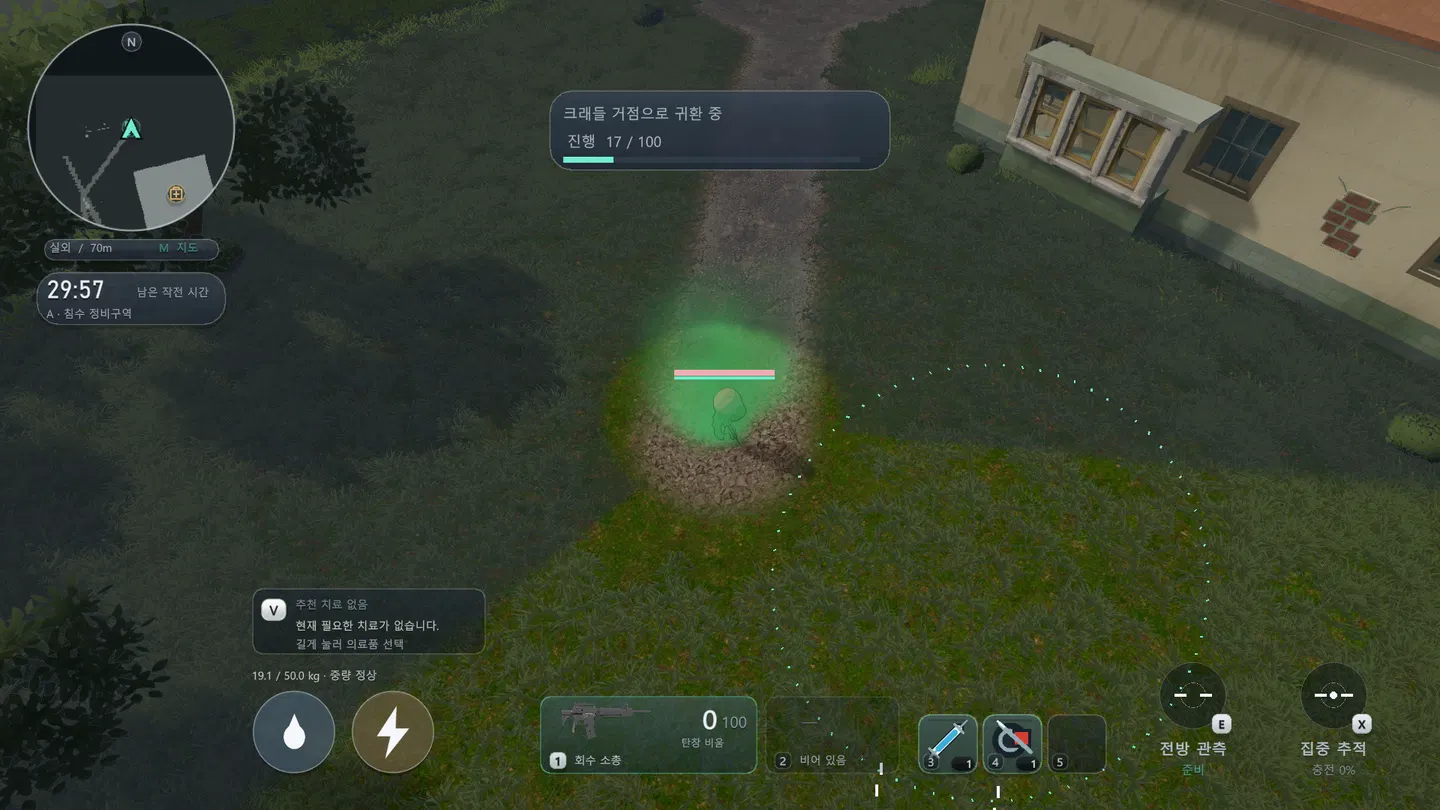 N
크래들 거점으로 귀환 중
진행 17 / 100
실외 / 70m M 지도
29:57 남은 작전 시간
A · 침수 정비구역
V 추천 치료 없음
현재 필요한 치료가 없습니다.
길게 눌러 의료품 선택
19.1 / 50.0 kg · 중량 정상
0 100
탄창 비움
1 회수 소총
2 비어 있음
3 1
4 1
5
E
전방 관측
준비
X
집중 추적
충전 0%